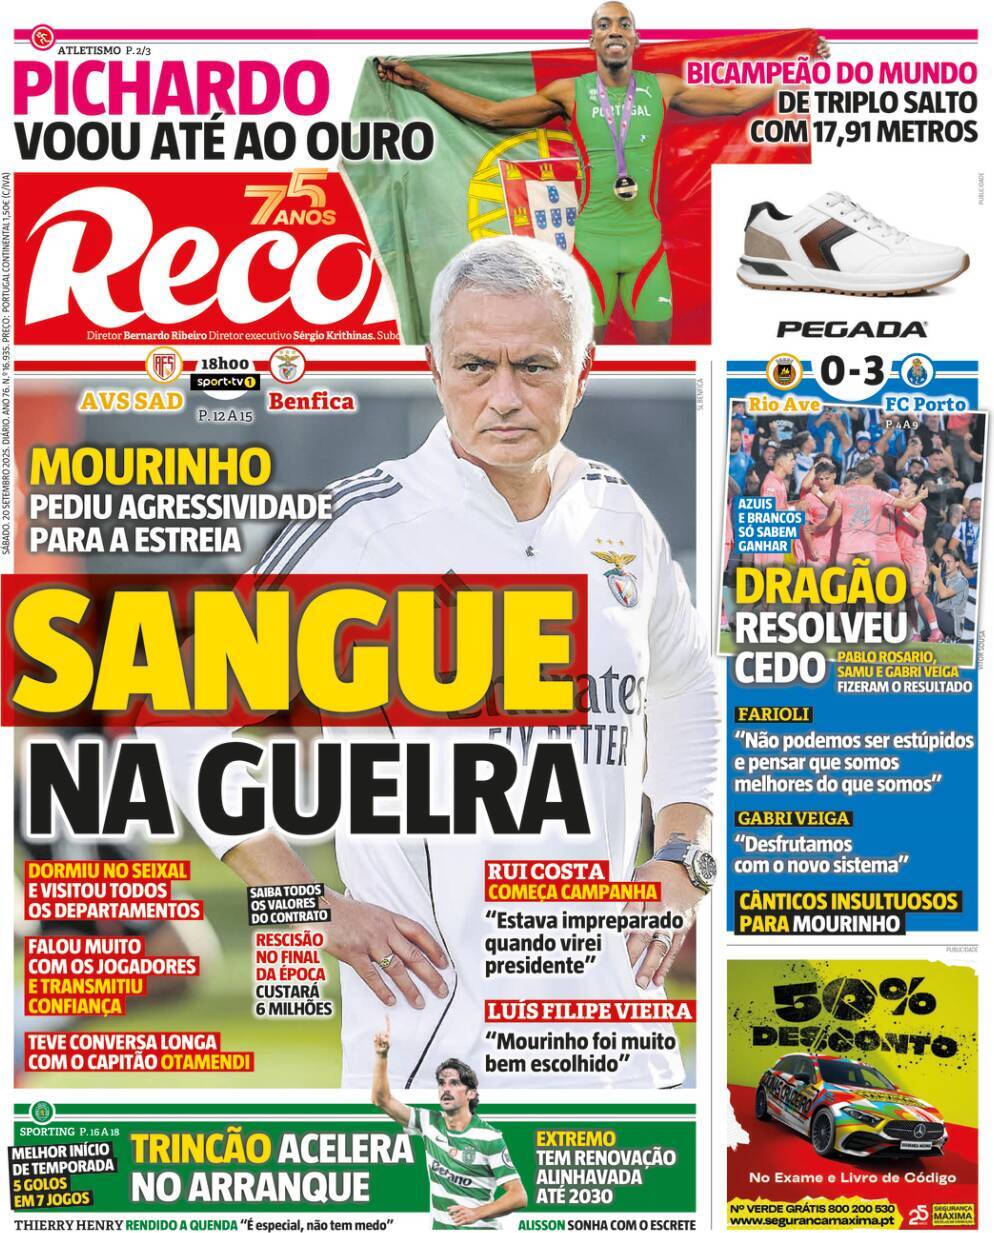 ATLETISMO P. 2/3
PICHARDO
VOOU ATÉ AO OURO
BICAMPEÃO DO MUNDO
DE TRIPLO SALTO
COM 17,91 METROS
PORTUGAL
75
ANOS
Recor
Diretor Bernardo Ribeiro Diretor executivo Sérgio Krithinas. Subd
SÁBADO. 20 SETEMBRO 2025. DIÁRIO. ANO 76. N.º 16.935. PREÇO: PORTUGAL CONTINENTAL 1,50€ (C/IVA)
PUBLICIDADE
PEGADA
AVS SAD
18h00
sport·tv1
P. 12 A 15
Benfica
SL BENFICA
MOURINHO
PEDIU AGRESSIVIDADE
PARA A ESTREIA
SANGUE
NA GUELRA
Emirates
FLY BETTER
DORMIU NO SEIXAL
E VISITOU TODOS
OS DEPARTAMENTOS
FALOU MUITO
COM OS JOGADORES
E TRANSMITIU
CONFIANÇA
TEVE CONVERSA LONGA
COM O CAPITÃO OTAMENDI
SAIBA TODOS
OS VALORES
DO CONTRATO
RESCISÃO
NO FINAL
DA ÉPOCA
CUSTARÁ
6 MILHÕES
RUI COSTA
COMEÇA CAMPANHA
“Estava impreparado
quando virei
presidente”
LUÍS FILIPE VIEIRA
“Mourinho foi muito
bem escolhido”
Rio Ave
0-3
FC Porto
P. 4 A 9
AZUIS
E BRANCOS
SÓ SABEM
GANHAR
DRAGÃO
RESOLVEU
CEDO
PABLO ROSARIO,
SAMU E GABRI VEIGA
FIZERAM O RESULTADO
VÍTOR SOUSA
FARIOLI
“Não podemos ser estúpidos
e pensar que somos
melhores do que somos”
GABRI VEIGA
“Desfrutamos
com o novo sistema”
CÂNTICOS INSULTUOSOS
PARA MOURINHO
PUBLICIDADE
50%
DESCONTO
No Exame e Livro de Código
Nº VERDE GRÁTIS 800 200 530
www.segurancamaxima.pt
25
SEGURANÇA
MÁXIMA
SPORTING P. 16 A 18
MELHOR INÍCIO
DE TEMPORADA
5 GOLOS
EM 7 JOGOS
TRINCÃO ACELERA
NO ARRANQUE
Betano
EXTREMO
TEM RENOVAÇÃO
ALINHAVADA
ATÉ 2030
THIERRY HENRY RENDIDO A QUENDA “É especial, não tem medo”
ALISSON SONHA COM O ESCRETE